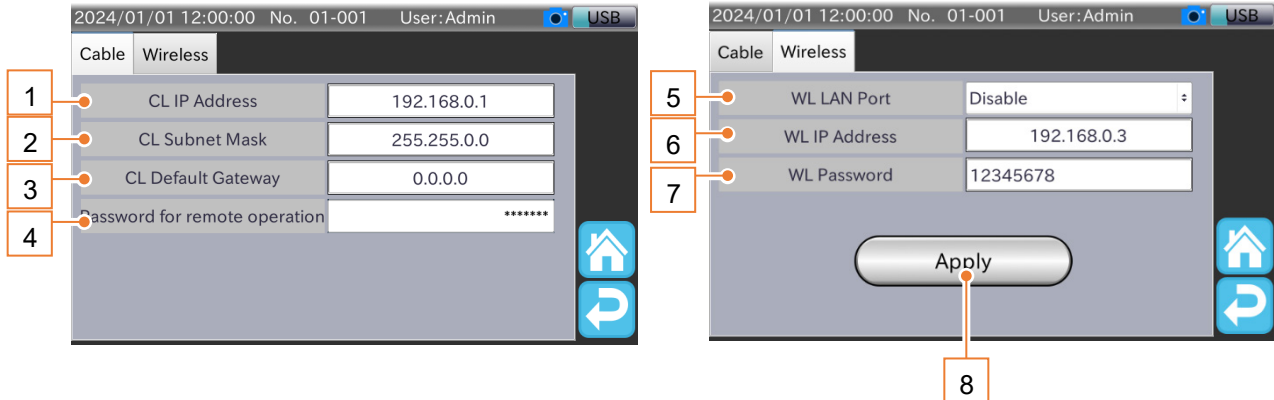 2024/01/01 12:00:00 No. 01-001 User:Admin USB
Cable Wireless
1 CL IP Address 192.168.0.1
2 CL Subnet Mask 255.255.0.0
3 CL Default Gateway 0.0.0.0
4 Password for remote operation *******
2024/01/01 12:00:00 No. 01-001 User:Admin USB
Cable Wireless
5 WL LAN Port Disable
6 WL IP Address 192.168.0.3
7 WL Password 12345678
Apply
8